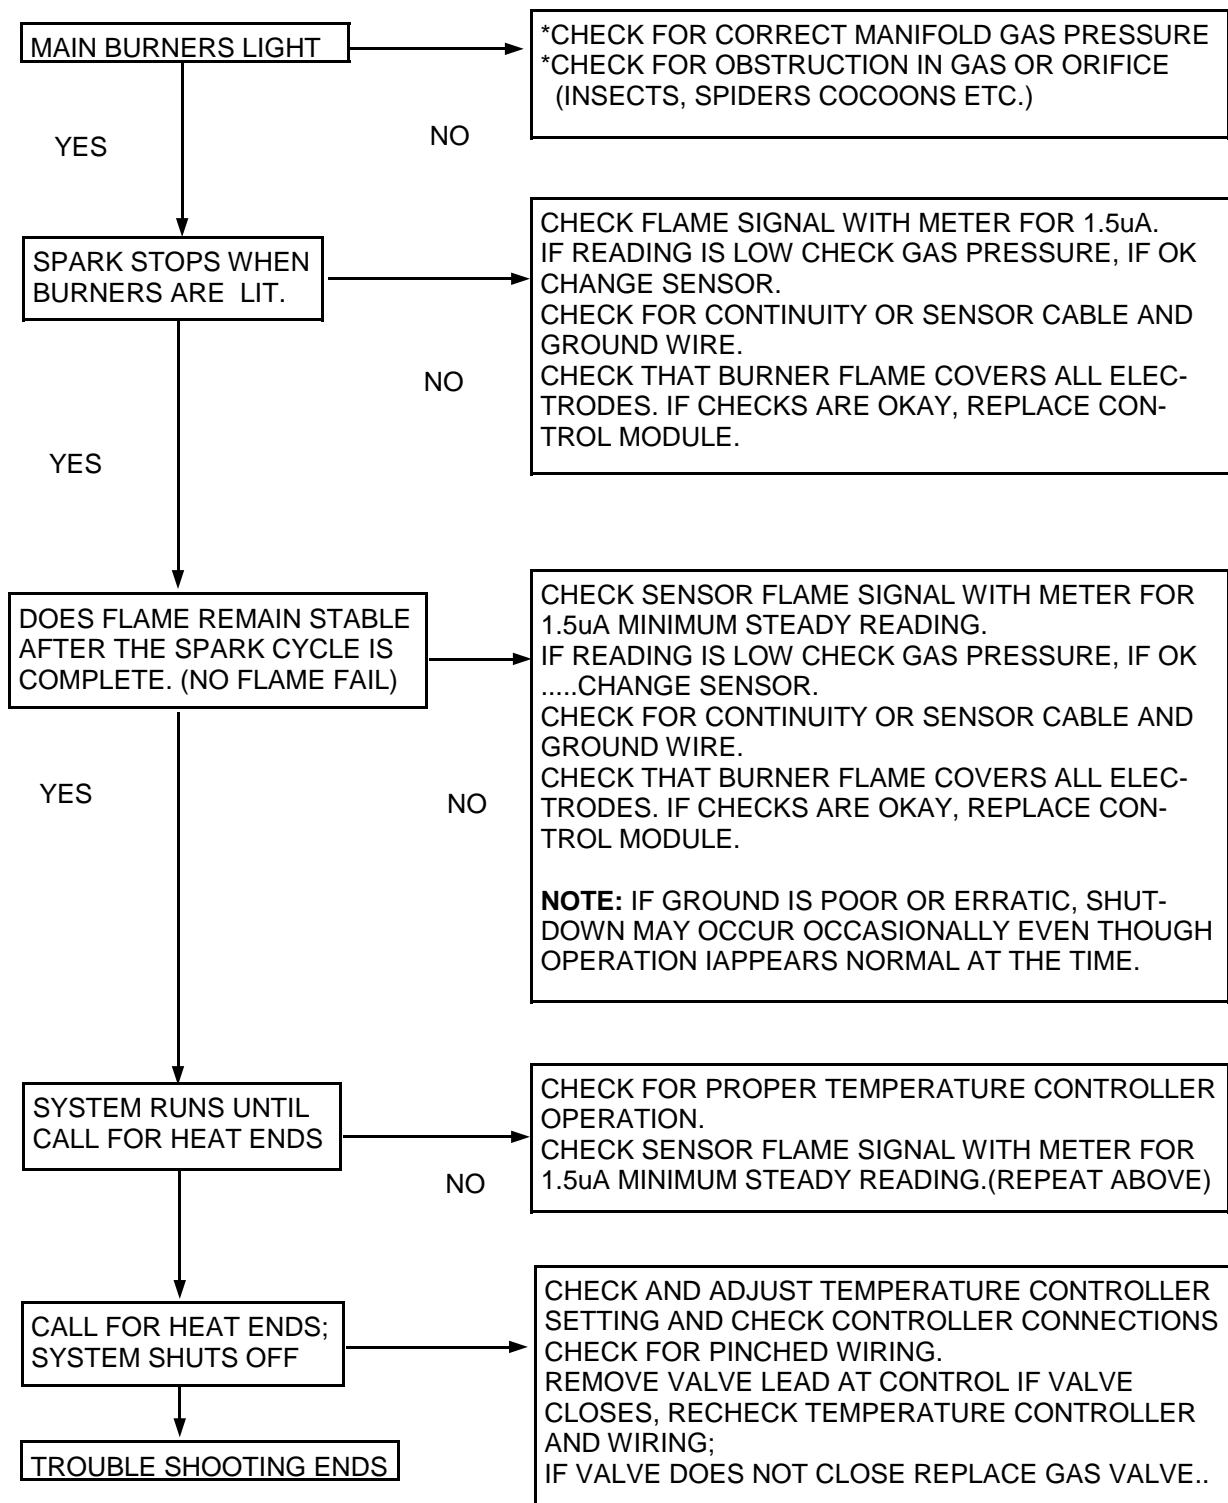 MAIN BURNERS LIGHT
*CHECK FOR CORRECT MANIFOLD GAS PRESSURE
*CHECK FOR OBSTRUCTION IN GAS OR ORIFICE
(INSECTS, SPIDERS COCOONS ETC.)
YES
NO
SPARK STOPS WHEN
BURNERS ARE LIT.
CHECK FLAME SIGNAL WITH METER FOR 1.5uA.
IF READING IS LOW CHECK GAS PRESSURE, IF OK
CHANGE SENSOR.
CHECK FOR CONTINUITY OR SENSOR CABLE AND
GROUND WIRE.
CHECK THAT BURNER FLAME COVERS ALL ELEC-
TRODES. IF CHECKS ARE OKAY, REPLACE CON-
TROL MODULE.
YES
NO
DOES FLAME REMAIN STABLE
AFTER THE SPARK CYCLE IS
COMPLETE. (NO FLAME FAIL)
CHECK SENSOR FLAME SIGNAL WITH METER FOR
1.5uA MINIMUM STEADY READING.
IF READING IS LOW CHECK GAS PRESSURE, IF OK
.....CHANGE SENSOR.
CHECK FOR CONTINUITY OR SENSOR CABLE AND
GROUND WIRE.
CHECK THAT BURNER FLAME COVERS ALL ELEC-
TRODES. IF CHECKS ARE OKAY, REPLACE CON-
TROL MODULE.
NOTE: IF GROUND IS POOR OR ERRATIC, SHUT-
DOWN MAY OCCUR OCCASIONALLY EVEN THOUGH
OPERATION IAPPEARS NORMAL AT THE TIME.
YES
NO
SYSTEM RUNS UNTIL
CALL FOR HEAT ENDS
CHECK FOR PROPER TEMPERATURE CONTROLLER
OPERATION.
CHECK SENSOR FLAME SIGNAL WITH METER FOR
1.5uA MINIMUM STEADY READING.(REPEAT ABOVE)
NO
CALL FOR HEAT ENDS;
SYSTEM SHUTS OFF
CHECK AND ADJUST TEMPERATURE CONTROLLER
SETTING AND CHECK CONTROLLER CONNECTIONS
CHECK FOR PINCHED WIRING.
REMOVE VALVE LEAD AT CONTROL IF VALVE
CLOSES, RECHECK TEMPERATURE CONTROLLER
AND WIRING;
IF VALVE DOES NOT CLOSE REPLACE GAS VALVE..
TROUBLE SHOOTING ENDS